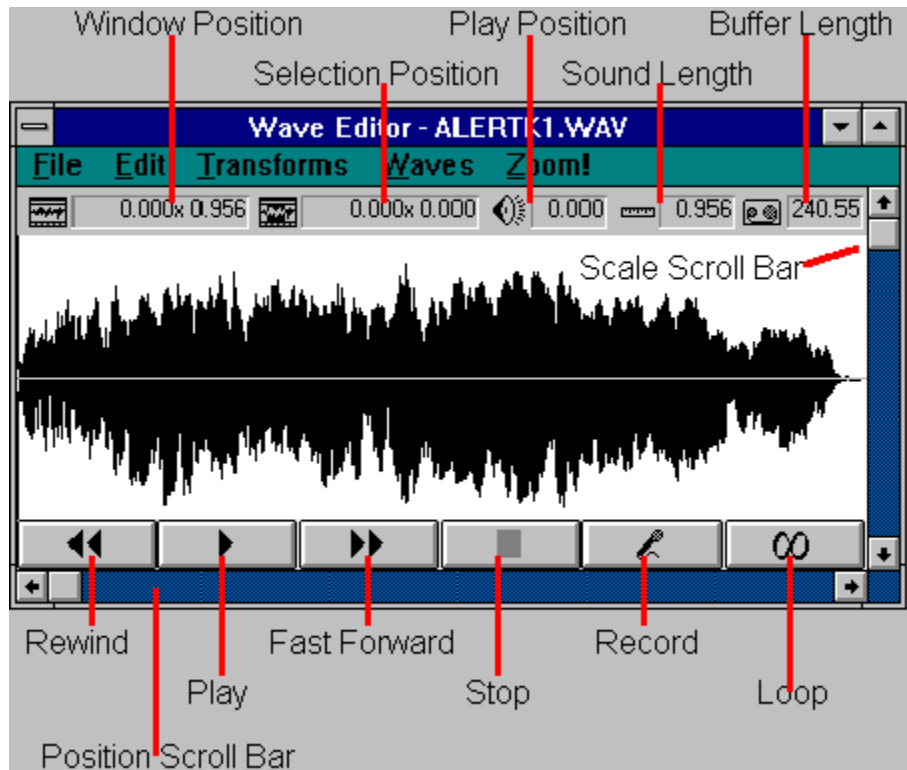 Window Position Play Position Buffer Length
Selection Position Sound Length
Wave Editor - ALERTK1.WAV
File Edit Transforms Waves Zoom!
0.000x 0.956 0.000x 0.000 0.000 0.956 240.55
Scale Scroll Bar
Rewind Fast Forward Record
Play Stop Loop
Position Scroll Bar